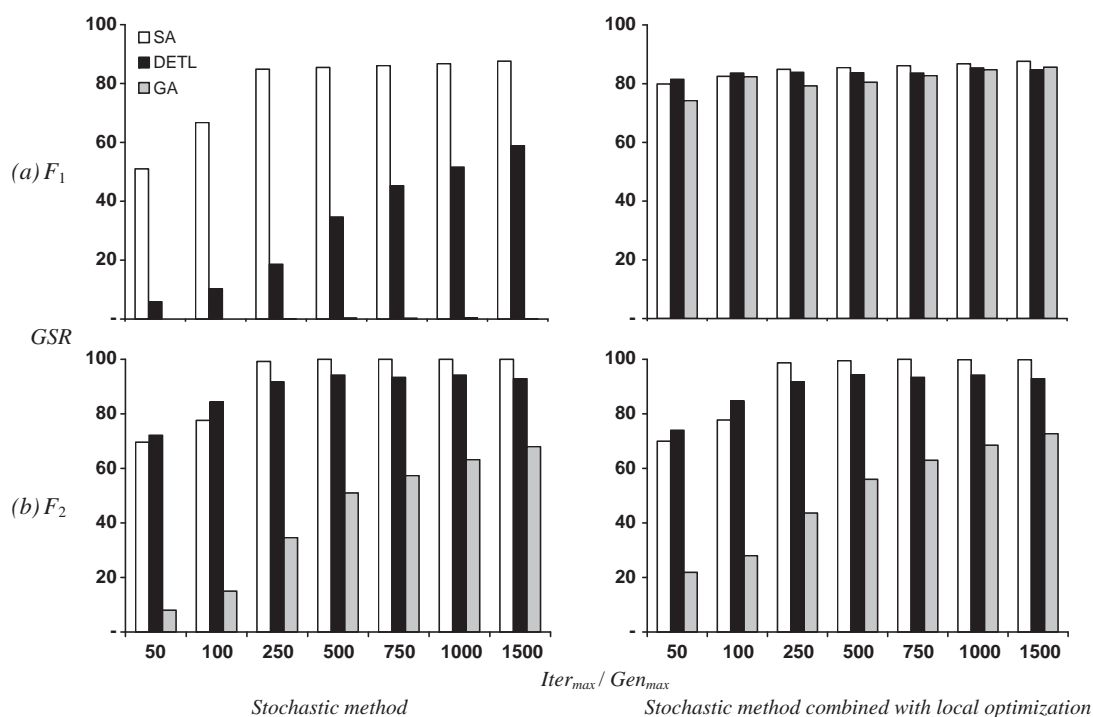 100
80
60
40
20
-
SA
DETL
GA
100
80
60
40
20
-
(a) F1
GSR
100
80
60
40
20
-
50 100 250 500 750 1000 1500
100
80
60
40
20
-
50 100 250 500 750 1000 1500
(b) F2
Itermax / Genmax
Stochastic method
Stochastic method combined with local optimization